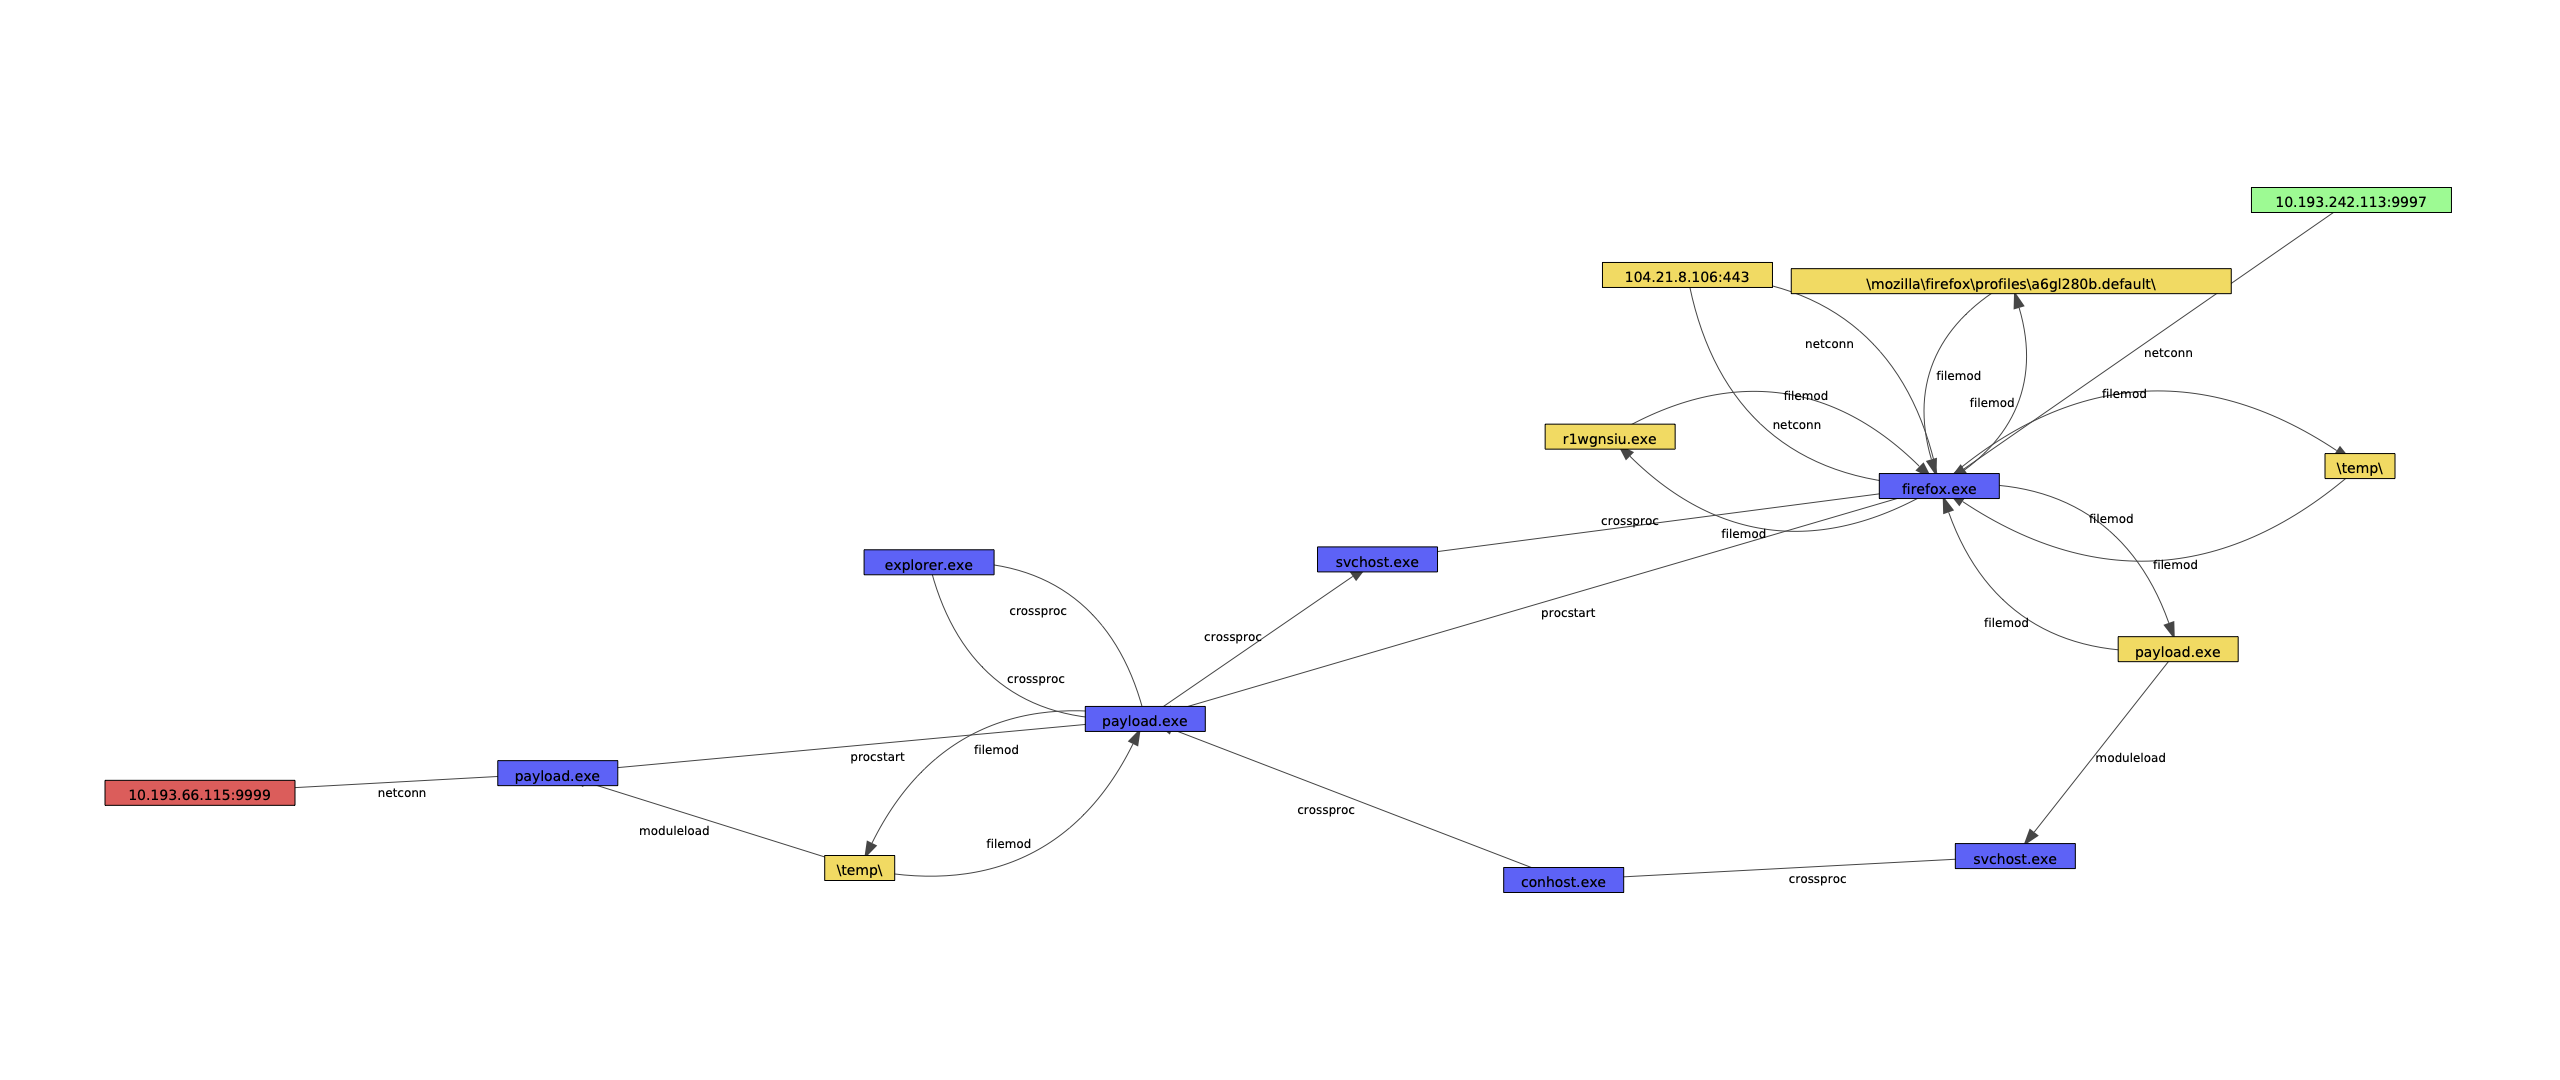 10.193.242.113:9997
104.21.8.106:443
\mozilla\firefox\profiles\a6gl280b.default\
netconn
netconn
filemod
filemod
filemod
filemod
netconn
r1wgnsiu.exe
\temp\
firefox.exe
crossproc
filemod
filemod
svchost.exe
explorer.exe
filemod
crossproc
procstart
filemod
crossproc
payload.exe
crossproc
payload.exe
filemod
procstart
moduleload
payload.exe
netconn
10.193.66.115:9999
crossproc
moduleload
filemod
svchost.exe
\temp\
crossproc
conhost.exe